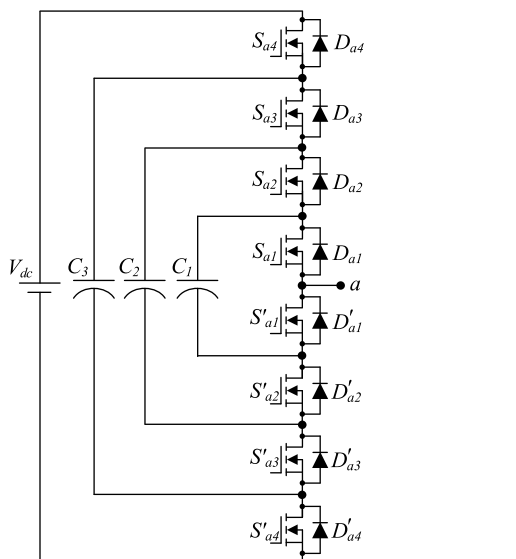 S_a4 D_a4
S_a3 D_a3
S_a2 D_a2
S_a1 D_a1
V_dc C_3 C_2 C_1
a
S'_a1 D'_a1
S'_a2 D'_a2
S'_a3 D'_a3
S'_a4 D'_a4